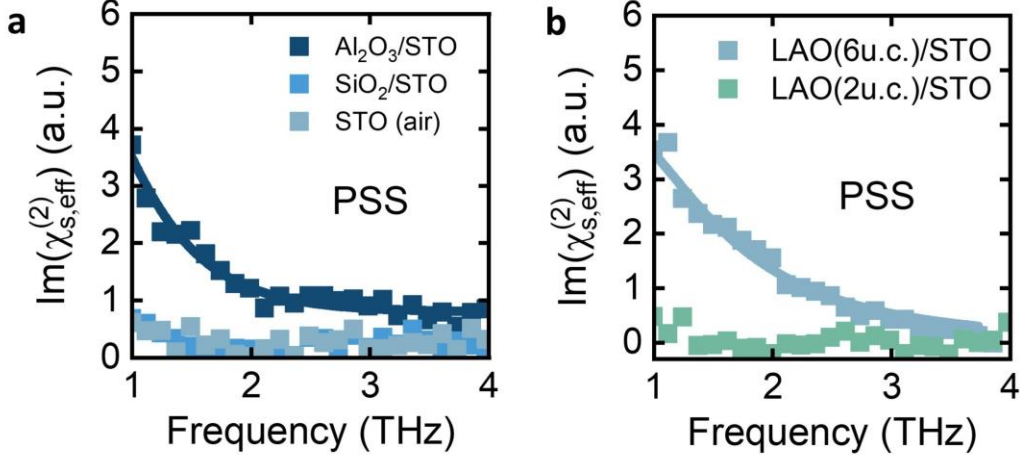 a
6
5
4
3
2
1
0
Im(χ⁽²⁾s,eff) (a.u.)
Al₂O₃/STO
SiO₂/STO
STO (air)
PSS
1 2 3 4
Frequency (THz)
b
6
5
4
3
2
1
0
Im(χ⁽²⁾s,eff) (a.u.)
LAO(6u.c.)/STO
LAO(2u.c.)/STO
PSS
1 2 3 4
Frequency (THz)